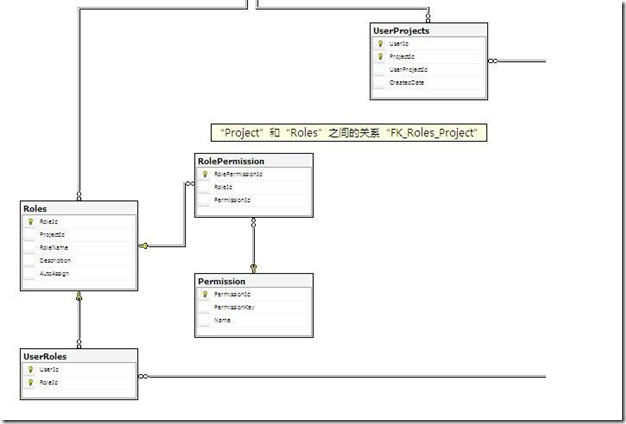 UserProjects
UserId
ProjectId
UserProjectId
CreatedDate
“Project”和“Roles”之间的关系“FK_Roles_Project”
RolePermission
RolePermissionId
RoleId
PermissionId
Roles
RoleId
ProjectId
RoleName
Description
AutoAssign
Permission
PermissionId
PermissionKey
Name
UserRoles
UserId
RoleId